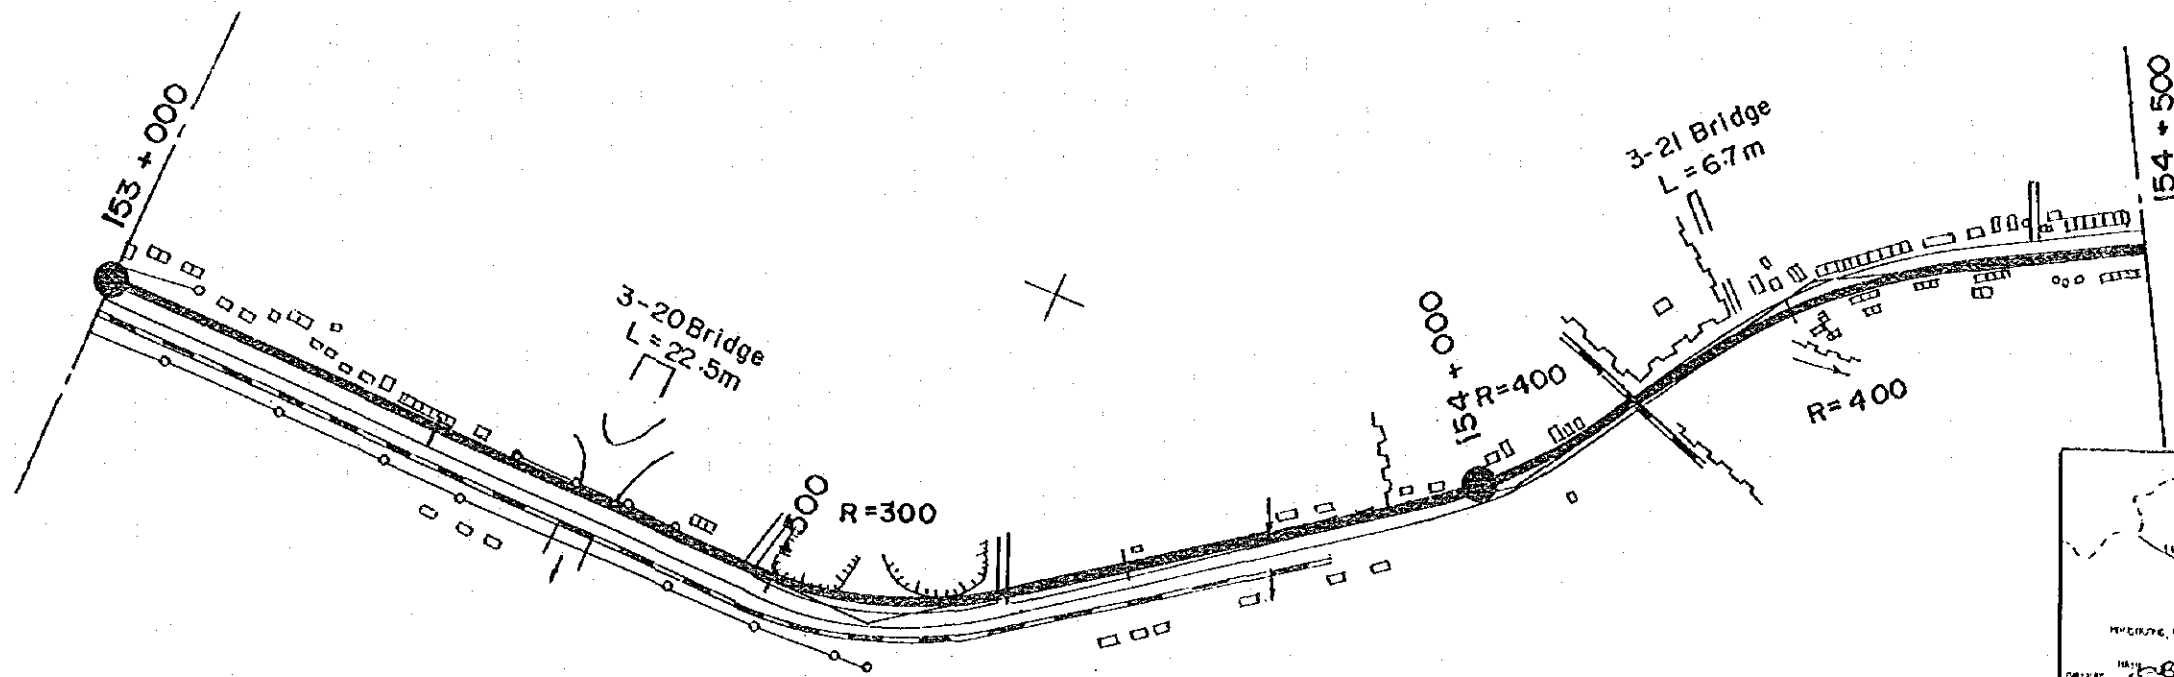 153 + 000
3-20 Bridge
L = 22.5m
500
R=300
154 + 000
R=400
3-21 Bridge
L = 6.7m
R=400
154 + 500